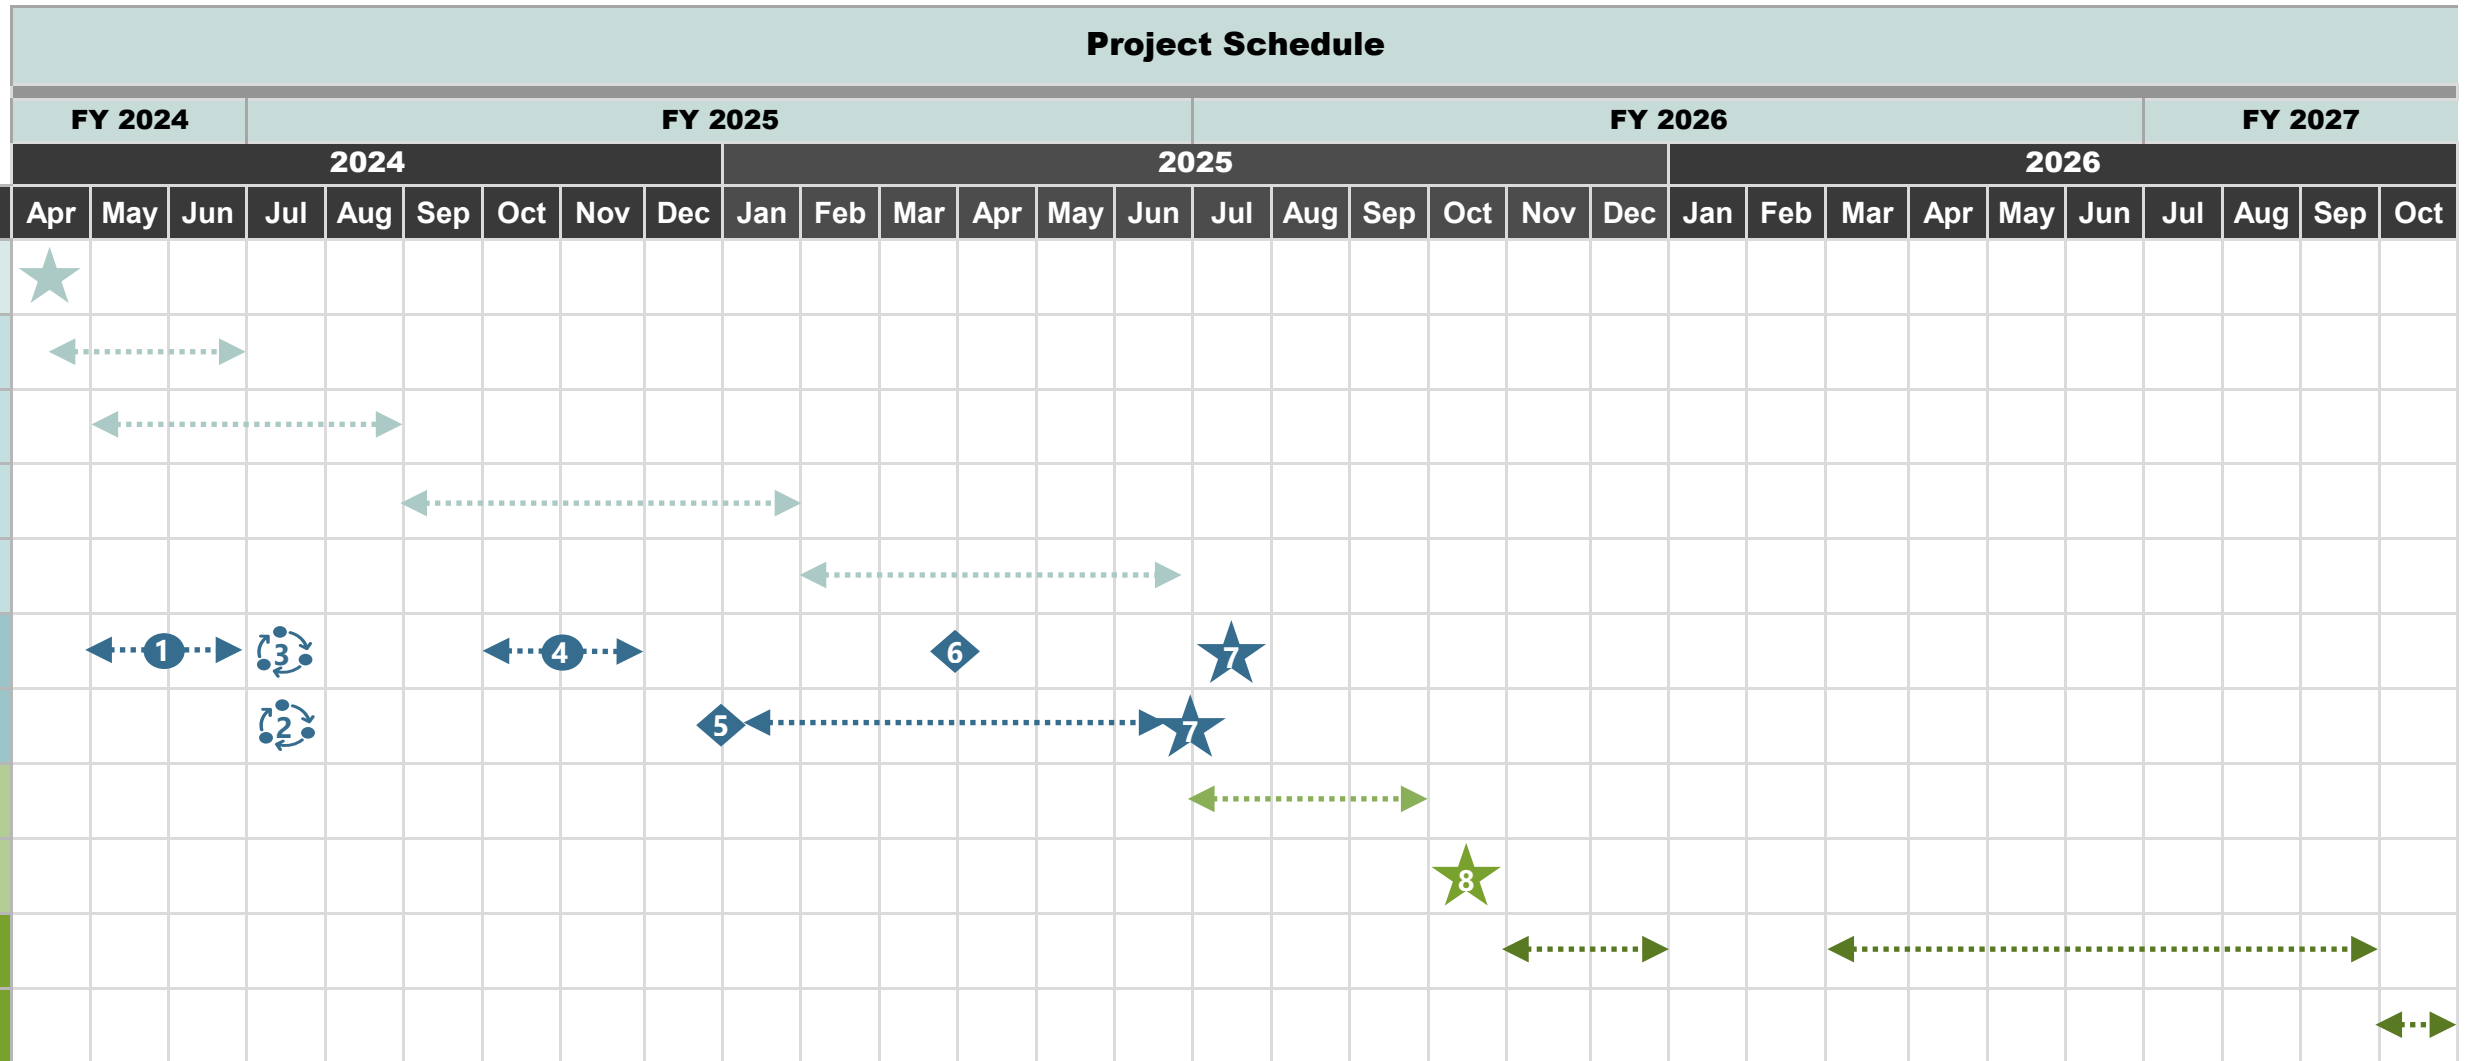 Project Schedule
FY 2024 FY 2025 FY 2026 FY 2027
2024 2025 2026
Apr May Jun Jul Aug Sep Oct Nov Dec Jan Feb Mar Apr May Jun Jul Aug Sep Oct Nov Dec Jan Feb Mar Apr May Jun Jul Aug Sep Oct
1 3 4 6 7
2 5 7
8